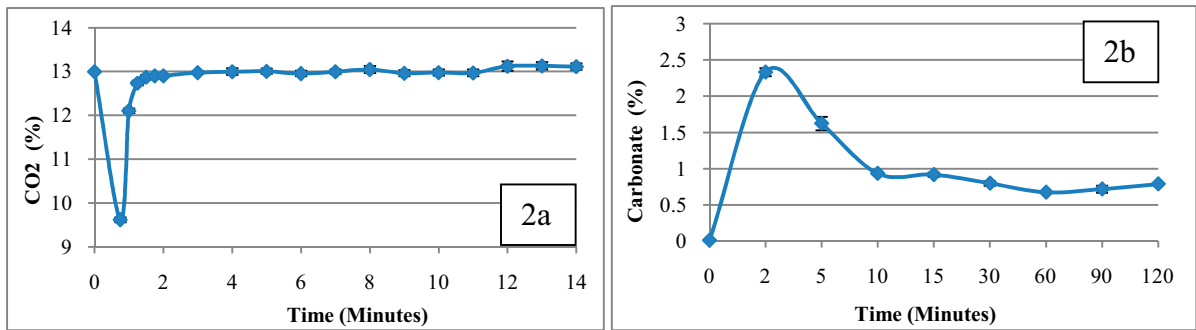 14
13
12
11
10
9
CO2 (%)
0 2 4 6 8 10 12 14
Time (Minutes)
2a
3
2.5
2
1.5
1
0.5
0
Carbonate (%)
0 2 5 10 15 30 60 90 120
Time (Minutes)
2b